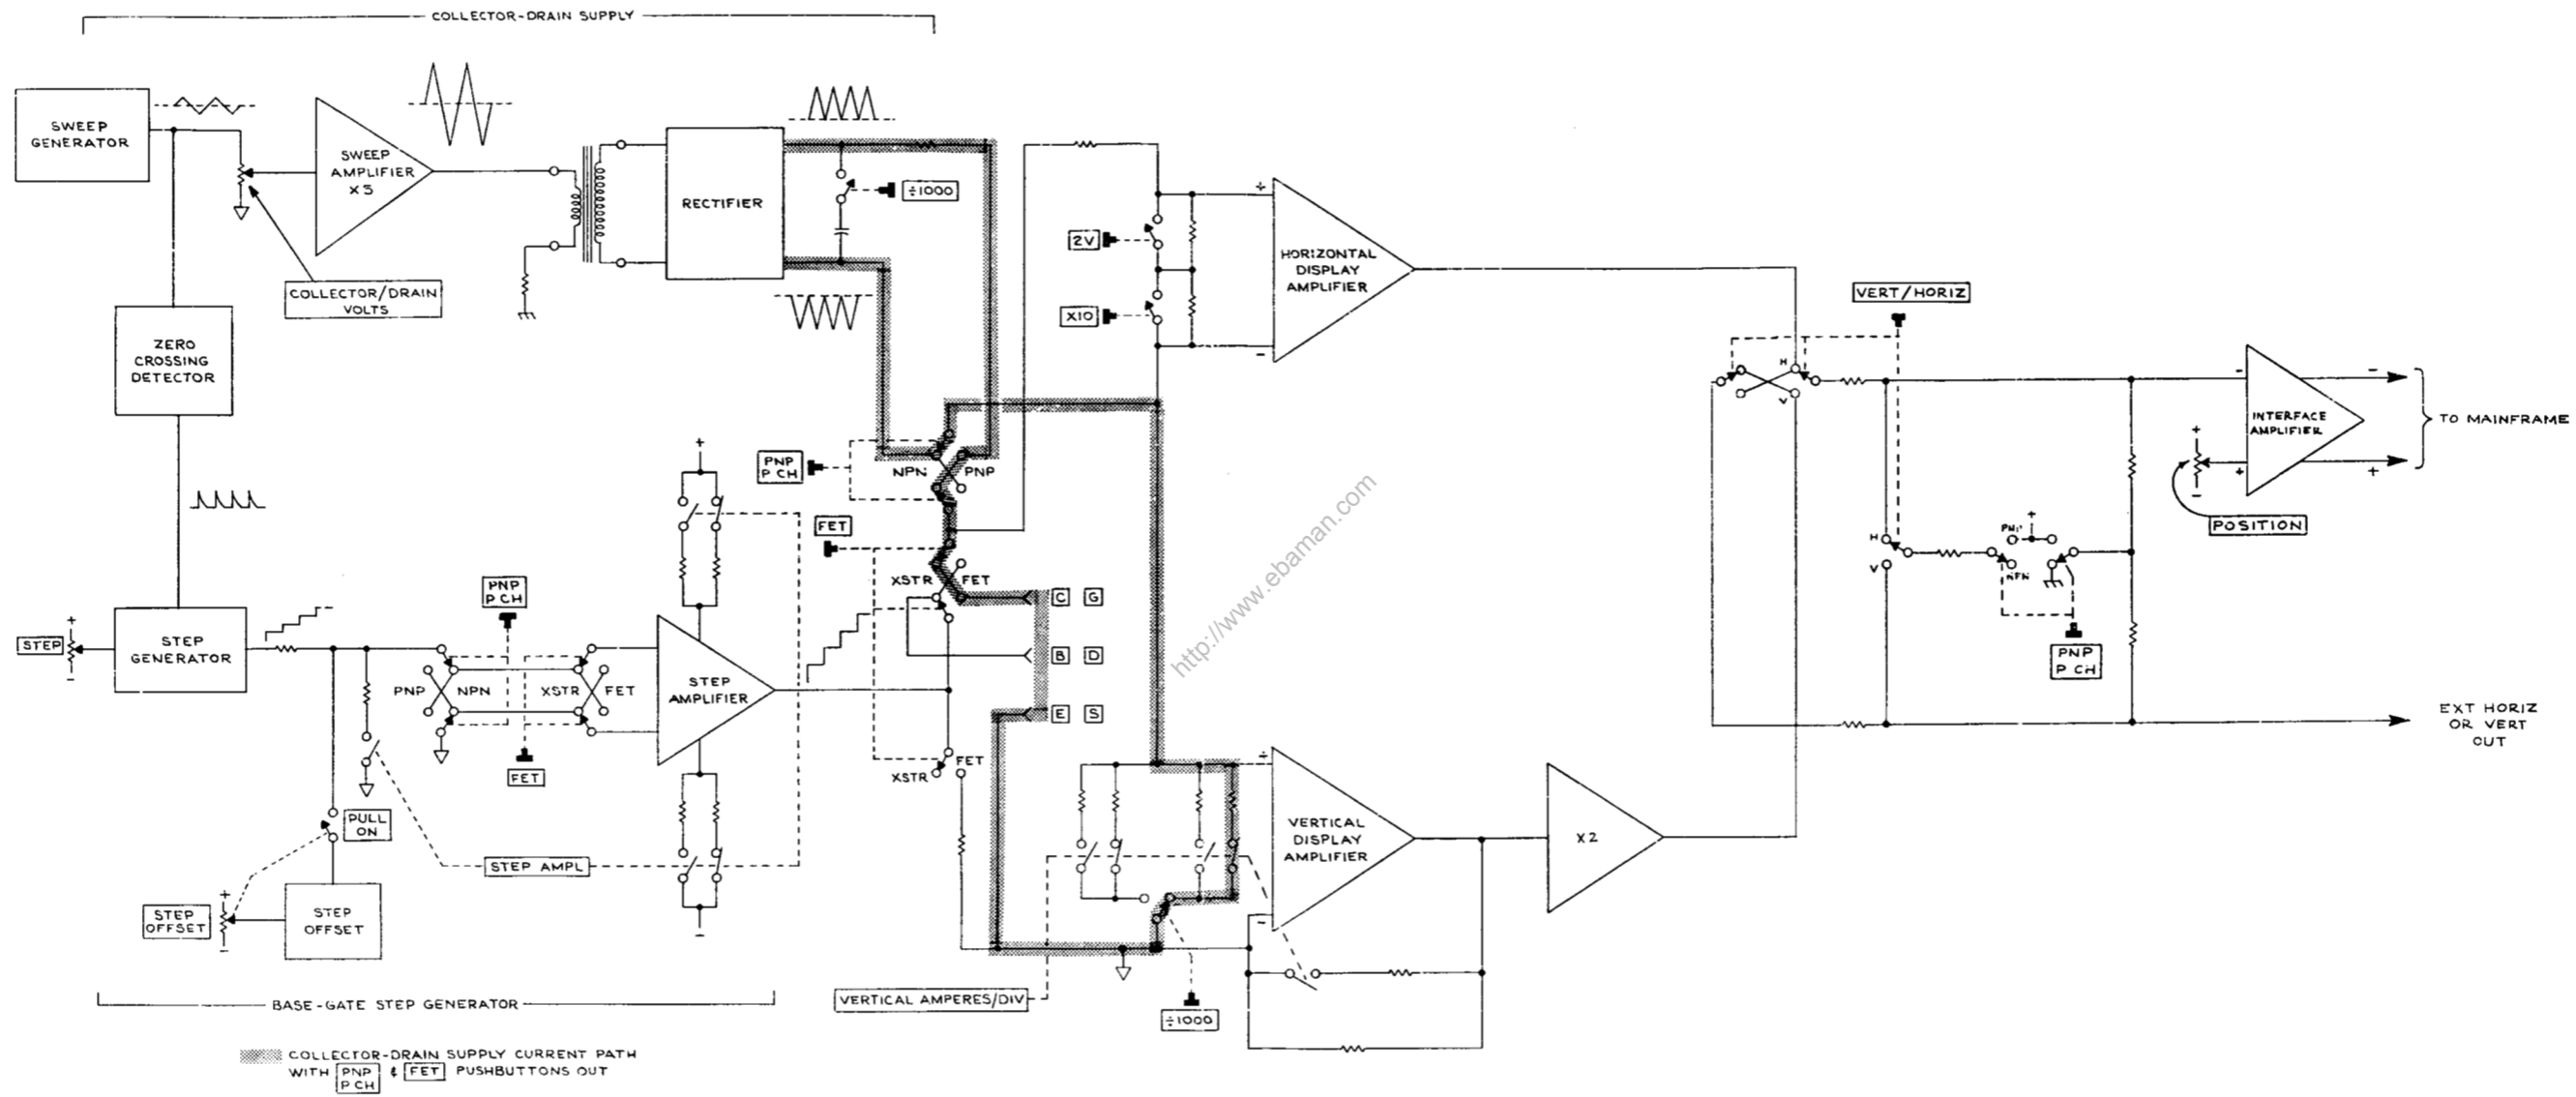 COLLECTOR-DRAIN SUPPLY
SWEEP
GENERATOR
SWEEP
AMPLIFIER
X5
RECTIFIER
÷1000
COLLECTOR/DRAIN
VOLTS
ZERO
CROSSING
DETECTOR
2V
X10
+
-
HORIZONTAL
DISPLAY
AMPLIFIER
VERT/HORIZ
H
V
-
+
INTERFACE
AMPLIFIER
-
+
TO MAINFRAME
+
-
POSITION
PNP
P CH
NPN
PNP
FET
XSTR
FET
C
G
B
D
E
S
XSTR
FET
+
-
STEP
STEP
GENERATOR
PNP
P CH
PNP
NPN
XSTR
FET
FET
+
STEP
AMPLIFIER
-
PULL
ON
STEP AMPL
+
-
STEP
OFFSET
STEP
OFFSET
H
V
PNP
+
NPN
PNP
P CH
EXT HORIZ
OR VERT
OUT
+
-
VERTICAL
DISPLAY
AMPLIFIER
X2
VERTICAL AMPERES/DIV
÷1000
BASE-GATE STEP GENERATOR
COLLECTOR-DRAIN SUPPLY CURRENT PATH
WITH PNP P CH & FET PUSHBUTTONS OUT
http://www.ebaman.com